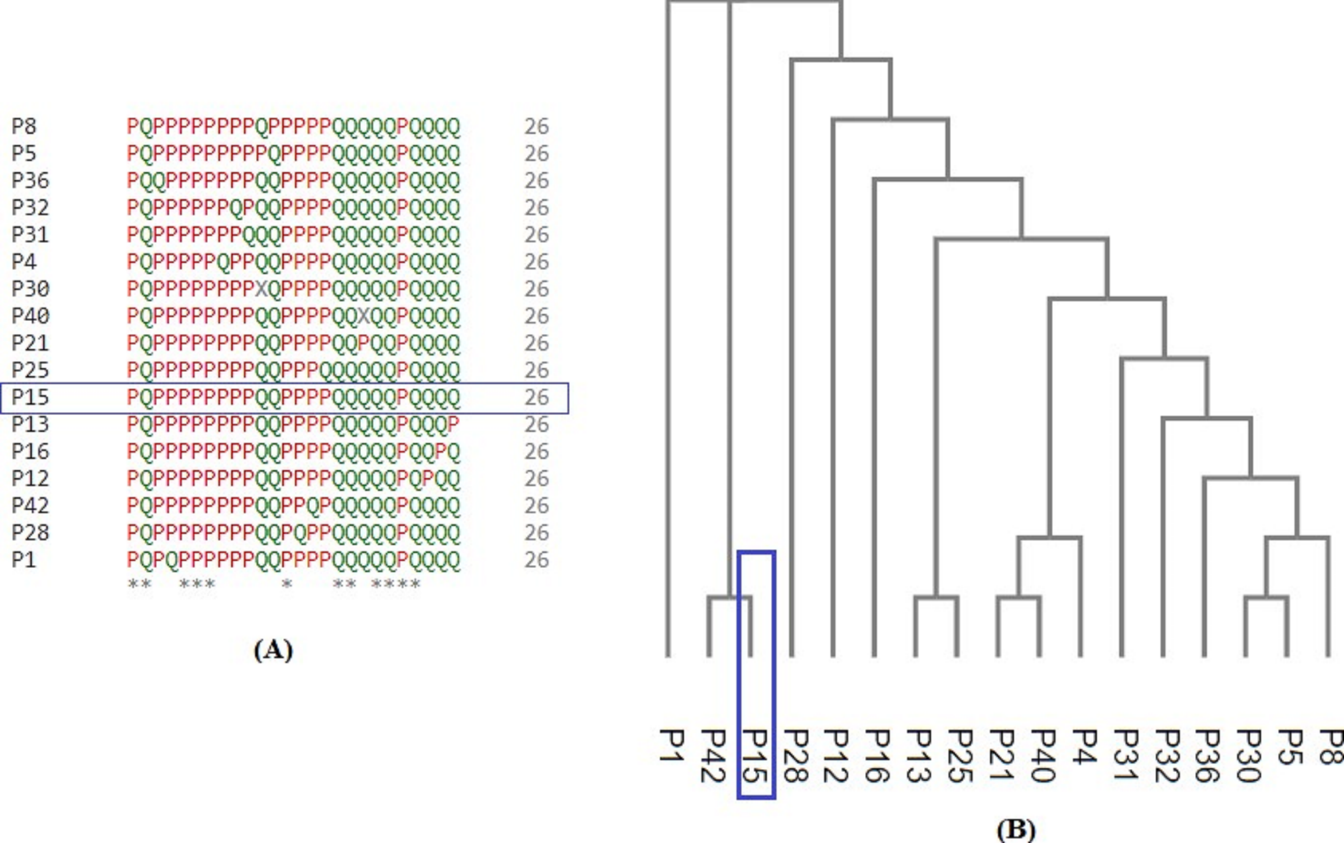 P8 PQPPPPPPPPQPPPPPQQQQQPQQQQ 26
P5 PQPPPPPPPPPQPPPPQQQQQPQQQQ 26
P36 PQQPPPPPPPQQPPPPQQQQQPQQQQ 26
P32 PQPPPPPPQPQQPPPPQQQQQPQQQQ 26
P31 PQPPPPPPPQQQPPPPQQQQQPQQQQ 26
P4 PQPPPPPQPPQQPPPPQQQQQPQQQQ 26
P30 PQPPPPPPPPXQPPPPQQQQQPQQQQ 26
P40 PQPPPPPPPPQQPPPPQQXQQPQQQQ 26
P21 PQPPPPPPPPQQPPPPQQPQQPQQQQ 26
P25 PQPPPPPPPPQQPPPQQQQQQPQQQQ 26
P15 PQPPPPPPPPQQPPPPQQQQQPQQQQ 26
P13 PQPPPPPPPPQQPPPPQQQQQPQQQP 26
P16 PQPPPPPPPPQQPPPPQQQQQPQQPQ 26
P12 PQPPPPPPPPQQPPPPQQQQQPQPQQ 26
P42 PQPPPPPPPPQQPPQPQQQQQPQQQQ 26
P28 PQPPPPPPPPQQPQPPQQQQQPQQQQ 26
P1 PQPQPPPPPPQQPPPPQQQQQPQQQQ 26
** *** * ** ****
(A)
P1 P42 P15 P28 P12 P16 P13 P25 P21 P40 P4 P31 P32 P36 P30 P5 P8
(B)